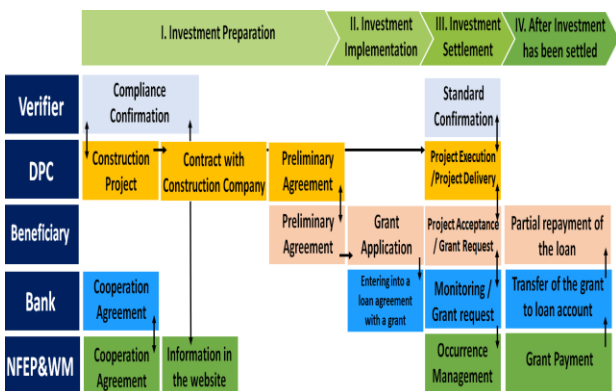 I. Investment Preparation
II. Investment
Implementation
III. Investment
Settlement
IV. After Investment
has been settled
Verifier
Compliance
Confirmation
Standard
Confirmation
DPC
Construction
Project
Contract with
Construction Company
Preliminary
Agreement
Project Execution
/Project Delivery
Beneficiary
Preliminary
Agreement
Grant
Application
Project Acceptance
/ Grant Request
Partial repayment of
the loan
Bank
Cooperation
Agreement
Entering into a
loan agreement
with a grant
Monitoring /
Grant request
Transfer of the grant
to loan account
NFEP&WM
Cooperation
Agreement
Information in
the website
Occurrence
Management
Grant Payment